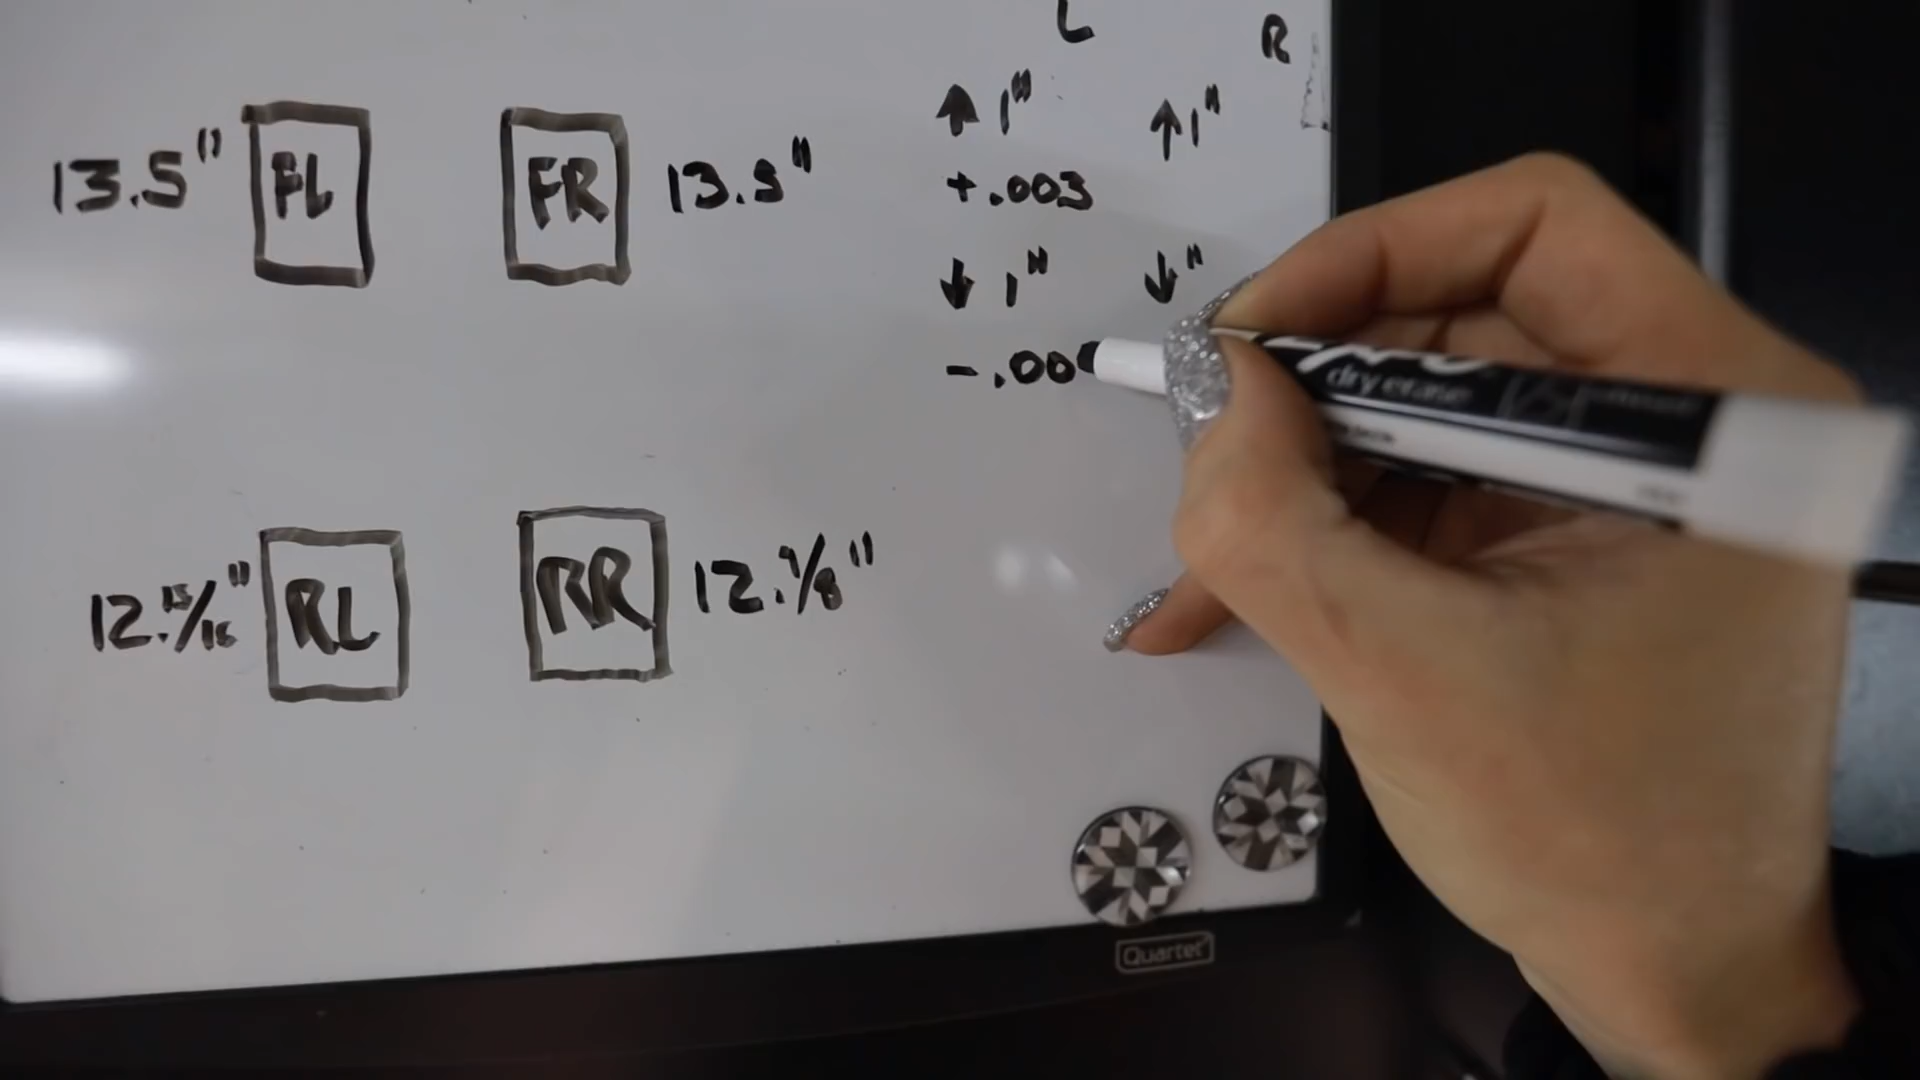 L R
↑ 1" ↑ 1"
13.5" FL FR 13.5"
+.003
↓ 1" ↓ "
-.00
12.15/16" RL RR 12.7/8"
dry erase
Quartet